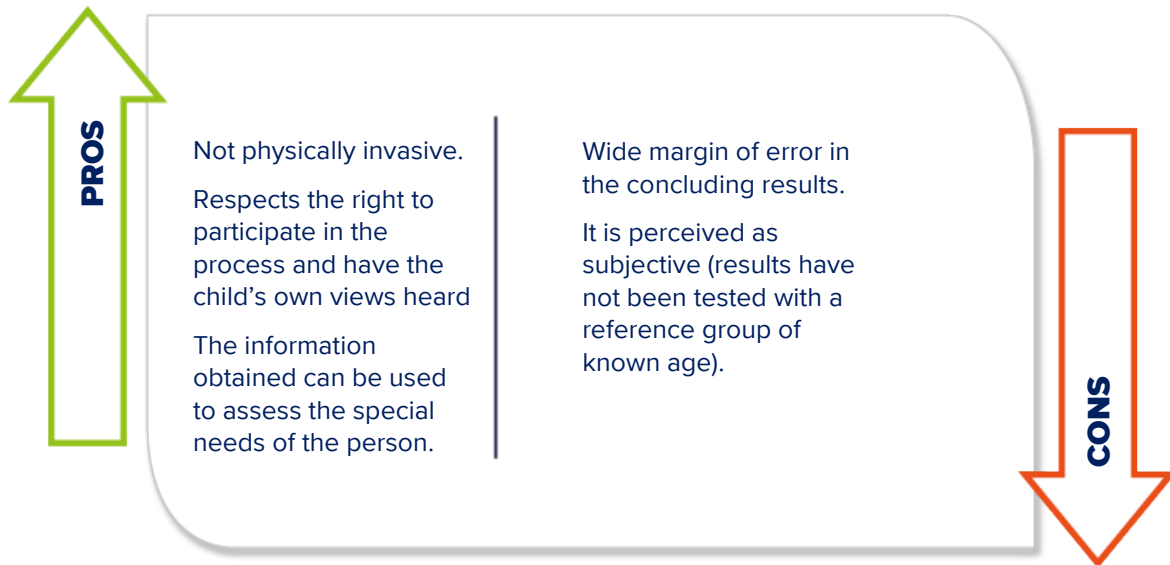 PROS
Not physically invasive.
Respects the right to
participate in the
process and have the
child’s own views heard
The information
obtained can be used
to assess the special
needs of the person.
Wide margin of error in
the concluding results.
It is perceived as
subjective (results have
not been tested with a
reference group of
known age).
CONS